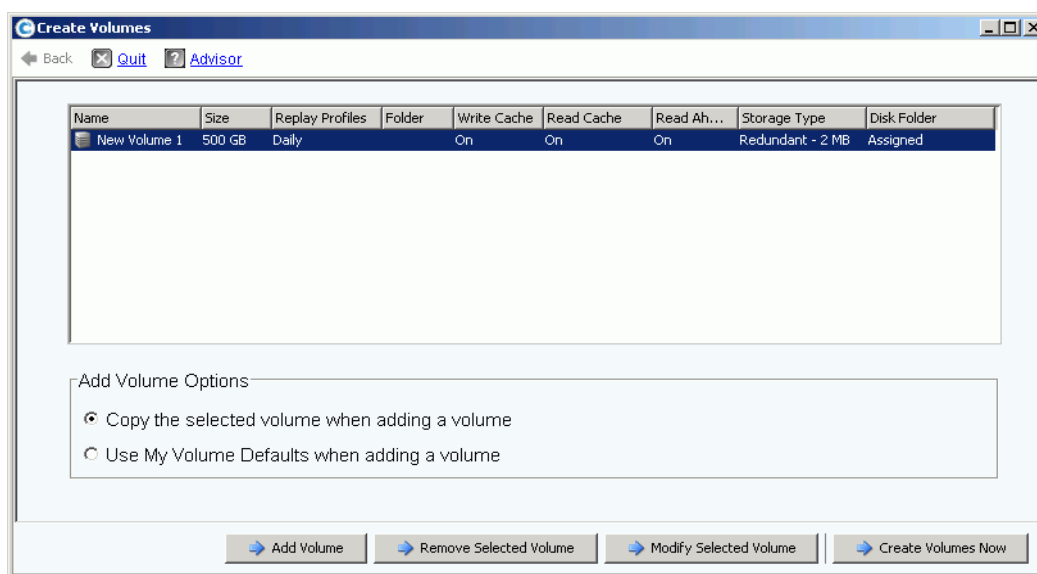 Create Volumes
Back Quit ? Advisor
Name Size Replay Profiles Folder Write Cache Read Cache Read Ah... Storage Type Disk Folder
New Volume 1 500 GB Daily On On On Redundant - 2 MB Assigned
Add Volume Options
Copy the selected volume when adding a volume
Use My Volume Defaults when adding a volume
Add Volume Remove Selected Volume Modify Selected Volume Create Volumes Now